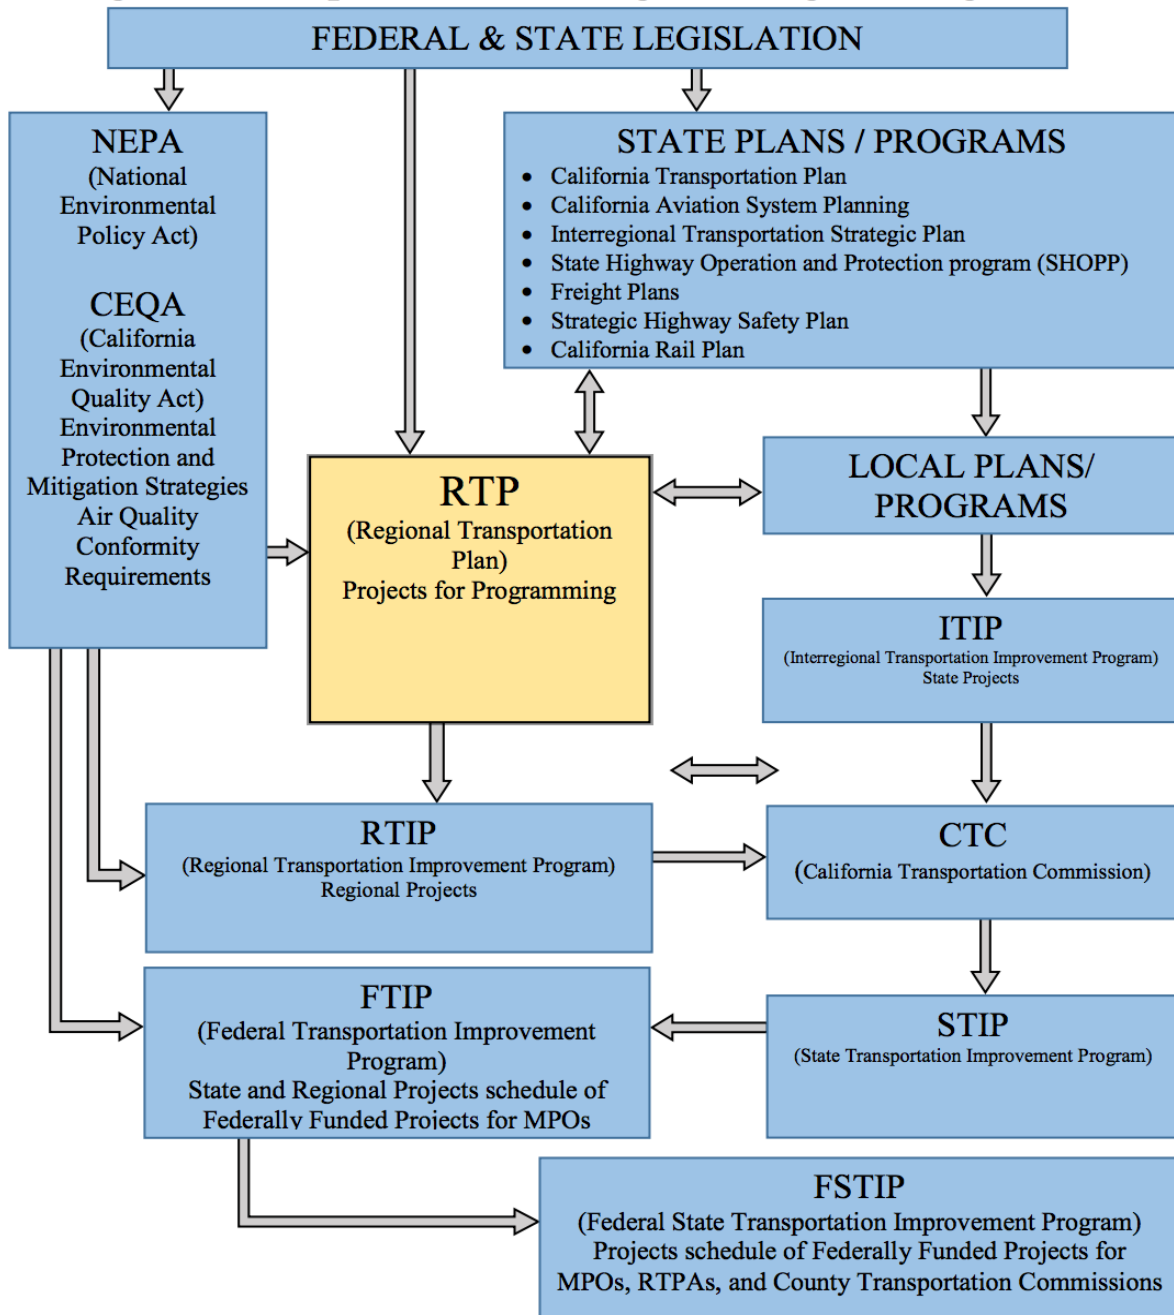 FEDERAL & STATE LEGISLATION
NEPA
(National
Environmental
Policy Act)
CEQA
(California
Environmental
Quality Act)
Environmental
Protection and
Mitigation Strategies
Air Quality
Conformity
Requirements
STATE PLANS / PROGRAMS
• California Transportation Plan
• California Aviation System Planning
• Interregional Transportation Strategic Plan
• State Highway Operation and Protection program (SHOPP)
• Freight Plans
• Strategic Highway Safety Plan
• California Rail Plan
RTP
(Regional Transportation
Plan)
Projects for Programming
LOCAL PLANS/
PROGRAMS
ITIP
(Interregional Transportation Improvement Program)
State Projects
RTIP
(Regional Transportation Improvement Program)
Regional Projects
CTC
(California Transportation Commission)
FTIP
(Federal Transportation Improvement
Program)
State and Regional Projects schedule of
Federally Funded Projects for MPOs
STIP
(State Transportation Improvement Program)
FSTIP
(Federal State Transportation Improvement Program)
Projects schedule of Federally Funded Projects for
MPOs, RTPAs, and County Transportation Commissions